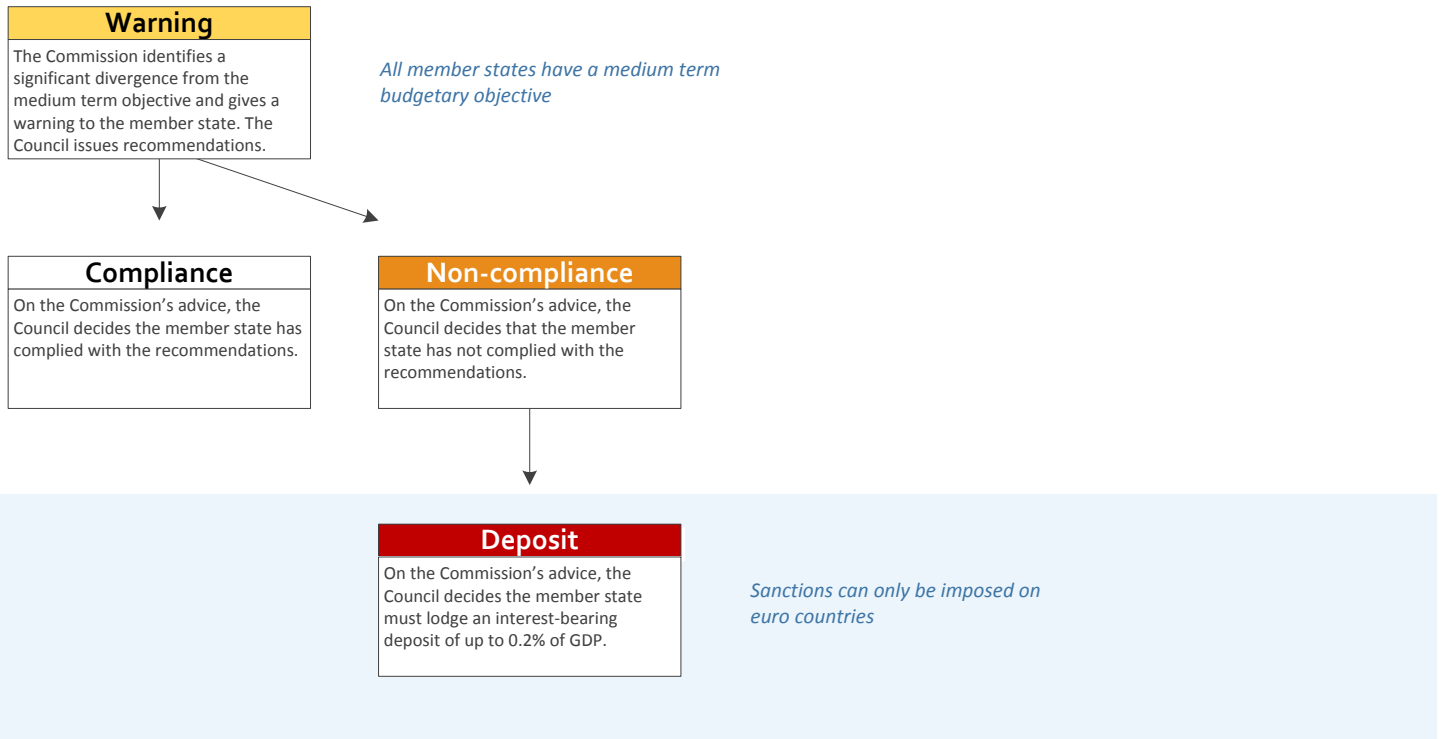 Warning
The Commission identifies a
significant divergence from the
medium term objective and gives a
warning to the member state. The
Council issues recommendations.
All member states have a medium term
budgetary objective
Compliance
On the Commission’s advice, the
Council decides the member state has
complied with the recommendations.
Non-compliance
On the Commission’s advice, the
Council decides that the member
state has not complied with the
recommendations.
Deposit
On the Commission’s advice, the
Council decides the member state
must lodge an interest-bearing
deposit of up to 0.2% of GDP.
Sanctions can only be imposed on
euro countries